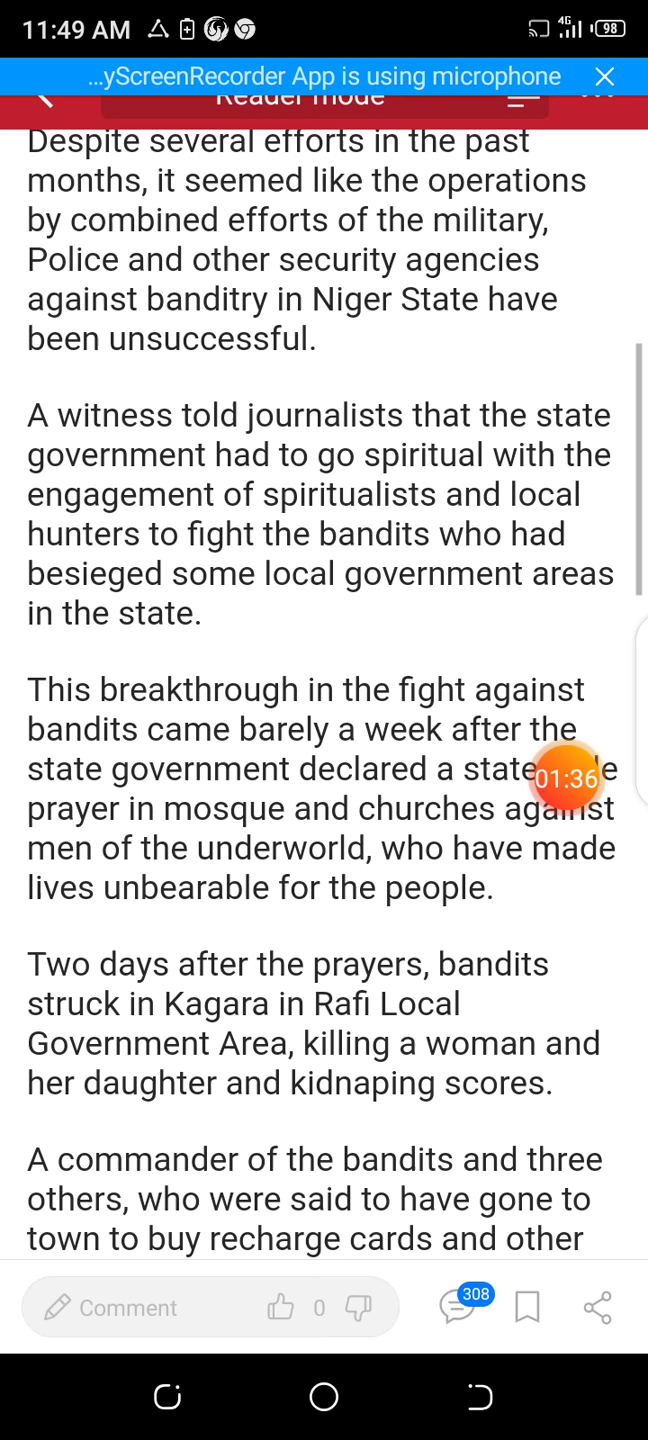 11:49 AM
4G
98
...yScreenRecorder App is using microphone
Reader mode
Despite several efforts in the past
months, it seemed like the operations
by combined efforts of the military,
Police and other security agencies
against banditry in Niger State have
been unsuccessful.
A witness told journalists that the state
government had to go spiritual with the
engagement of spiritualists and local
hunters to fight the bandits who had
besieged some local government areas
in the state.
This breakthrough in the fight against
bandits came barely a week after the
state government declared a state
01:36
prayer in mosque and churches against
men of the underworld, who have made
lives unbearable for the people.
Two days after the prayers, bandits
struck in Kagara in Rafi Local
Government Area, killing a woman and
her daughter and kidnaping scores.
A commander of the bandits and three
others, who were said to have gone to
town to buy recharge cards and other
Comment
0
308